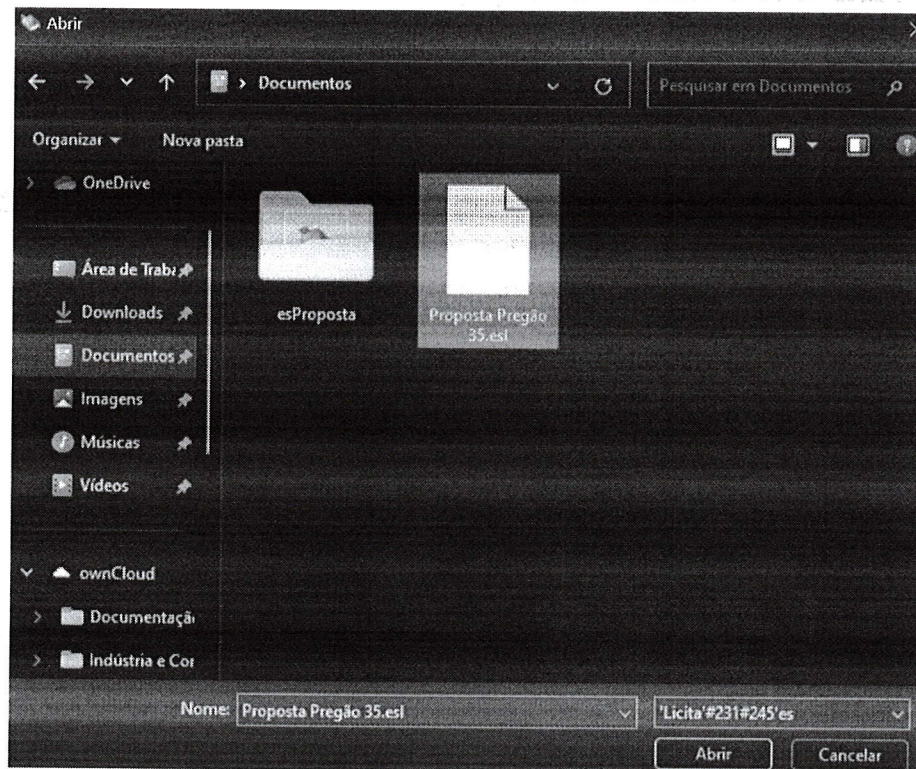 Abrir
Documentos
Pesquisar em Documentos
Organizar
Nova pasta
OneDrive
Área de Traba
Downloads
Documentos
Imagens
Músicas
Vídeos
ownCloud
Documentaçã
Indústria e Cor
esProposta
Proposta Pregão
35.esl
Nome:
Proposta Pregão 35.esl
'Licita'#231#245'es
Abrir
Cancelar